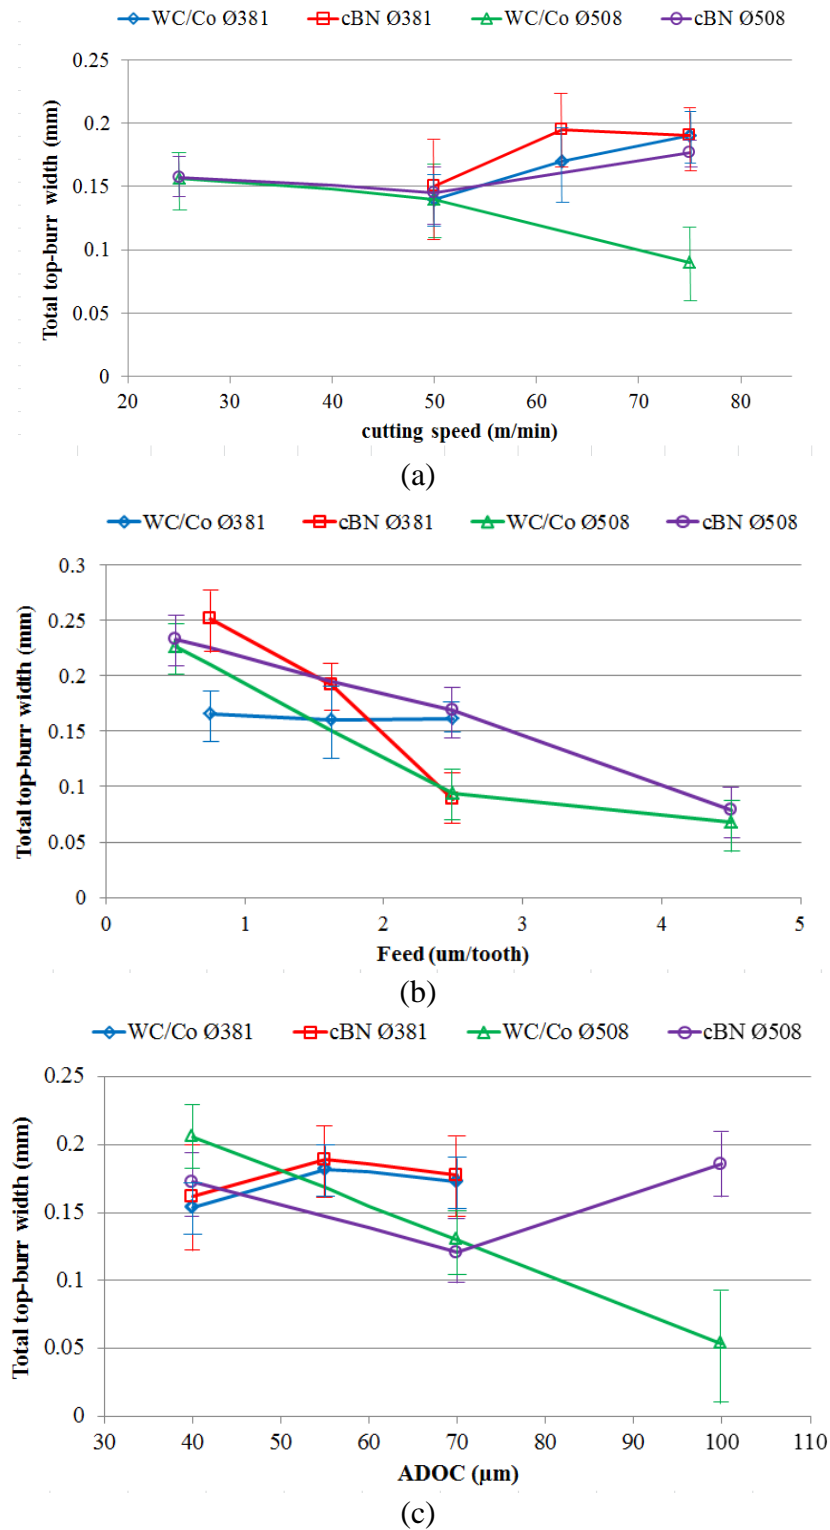 WC/Co Ø381 cBN Ø381 WC/Co Ø508 cBN Ø508
0.25
0.2
0.15
0.1
0.05
0
Total top-burr width (mm)
20 30 40 50 60 70 80
cutting speed (m/min)
(a)
WC/Co Ø381 cBN Ø381 WC/Co Ø508 cBN Ø508
0.3
0.25
0.2
0.15
0.1
0.05
0
Total top-burr width (mm)
0 1 2 3 4 5
Feed (um/tooth)
(b)
WC/Co Ø381 cBN Ø381 WC/Co Ø508 cBN Ø508
0.25
0.2
0.15
0.1
0.05
0
Total top-burr width (mm)
30 40 50 60 70 80 90 100 110
ADOC (µm)
(c)